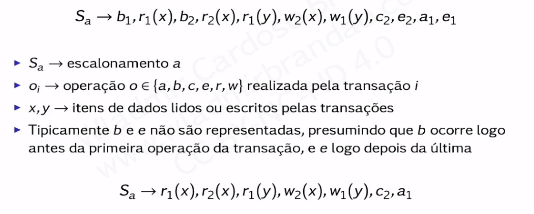 Sₐ → b₁, r₁(x), b₂, r₂(x), r₁(y), w₂(x), w₁(y), c₂, e₂, a₁, e₁
▸ Sₐ → escalonamento a
▸ oᵢ → operação o ∈ {a, b, c, e, r, w} realizada pela transação i
▸ x, y → itens de dados lidos ou escritos pelas transações
▸ Tipicamente b e e não são representadas, presumindo que b ocorre logo
antes da primeira operação da transação, e e logo depois da última
Sₐ → r₁(x), r₂(x), r₁(y), w₂(x), w₁(y), c₂, a₁